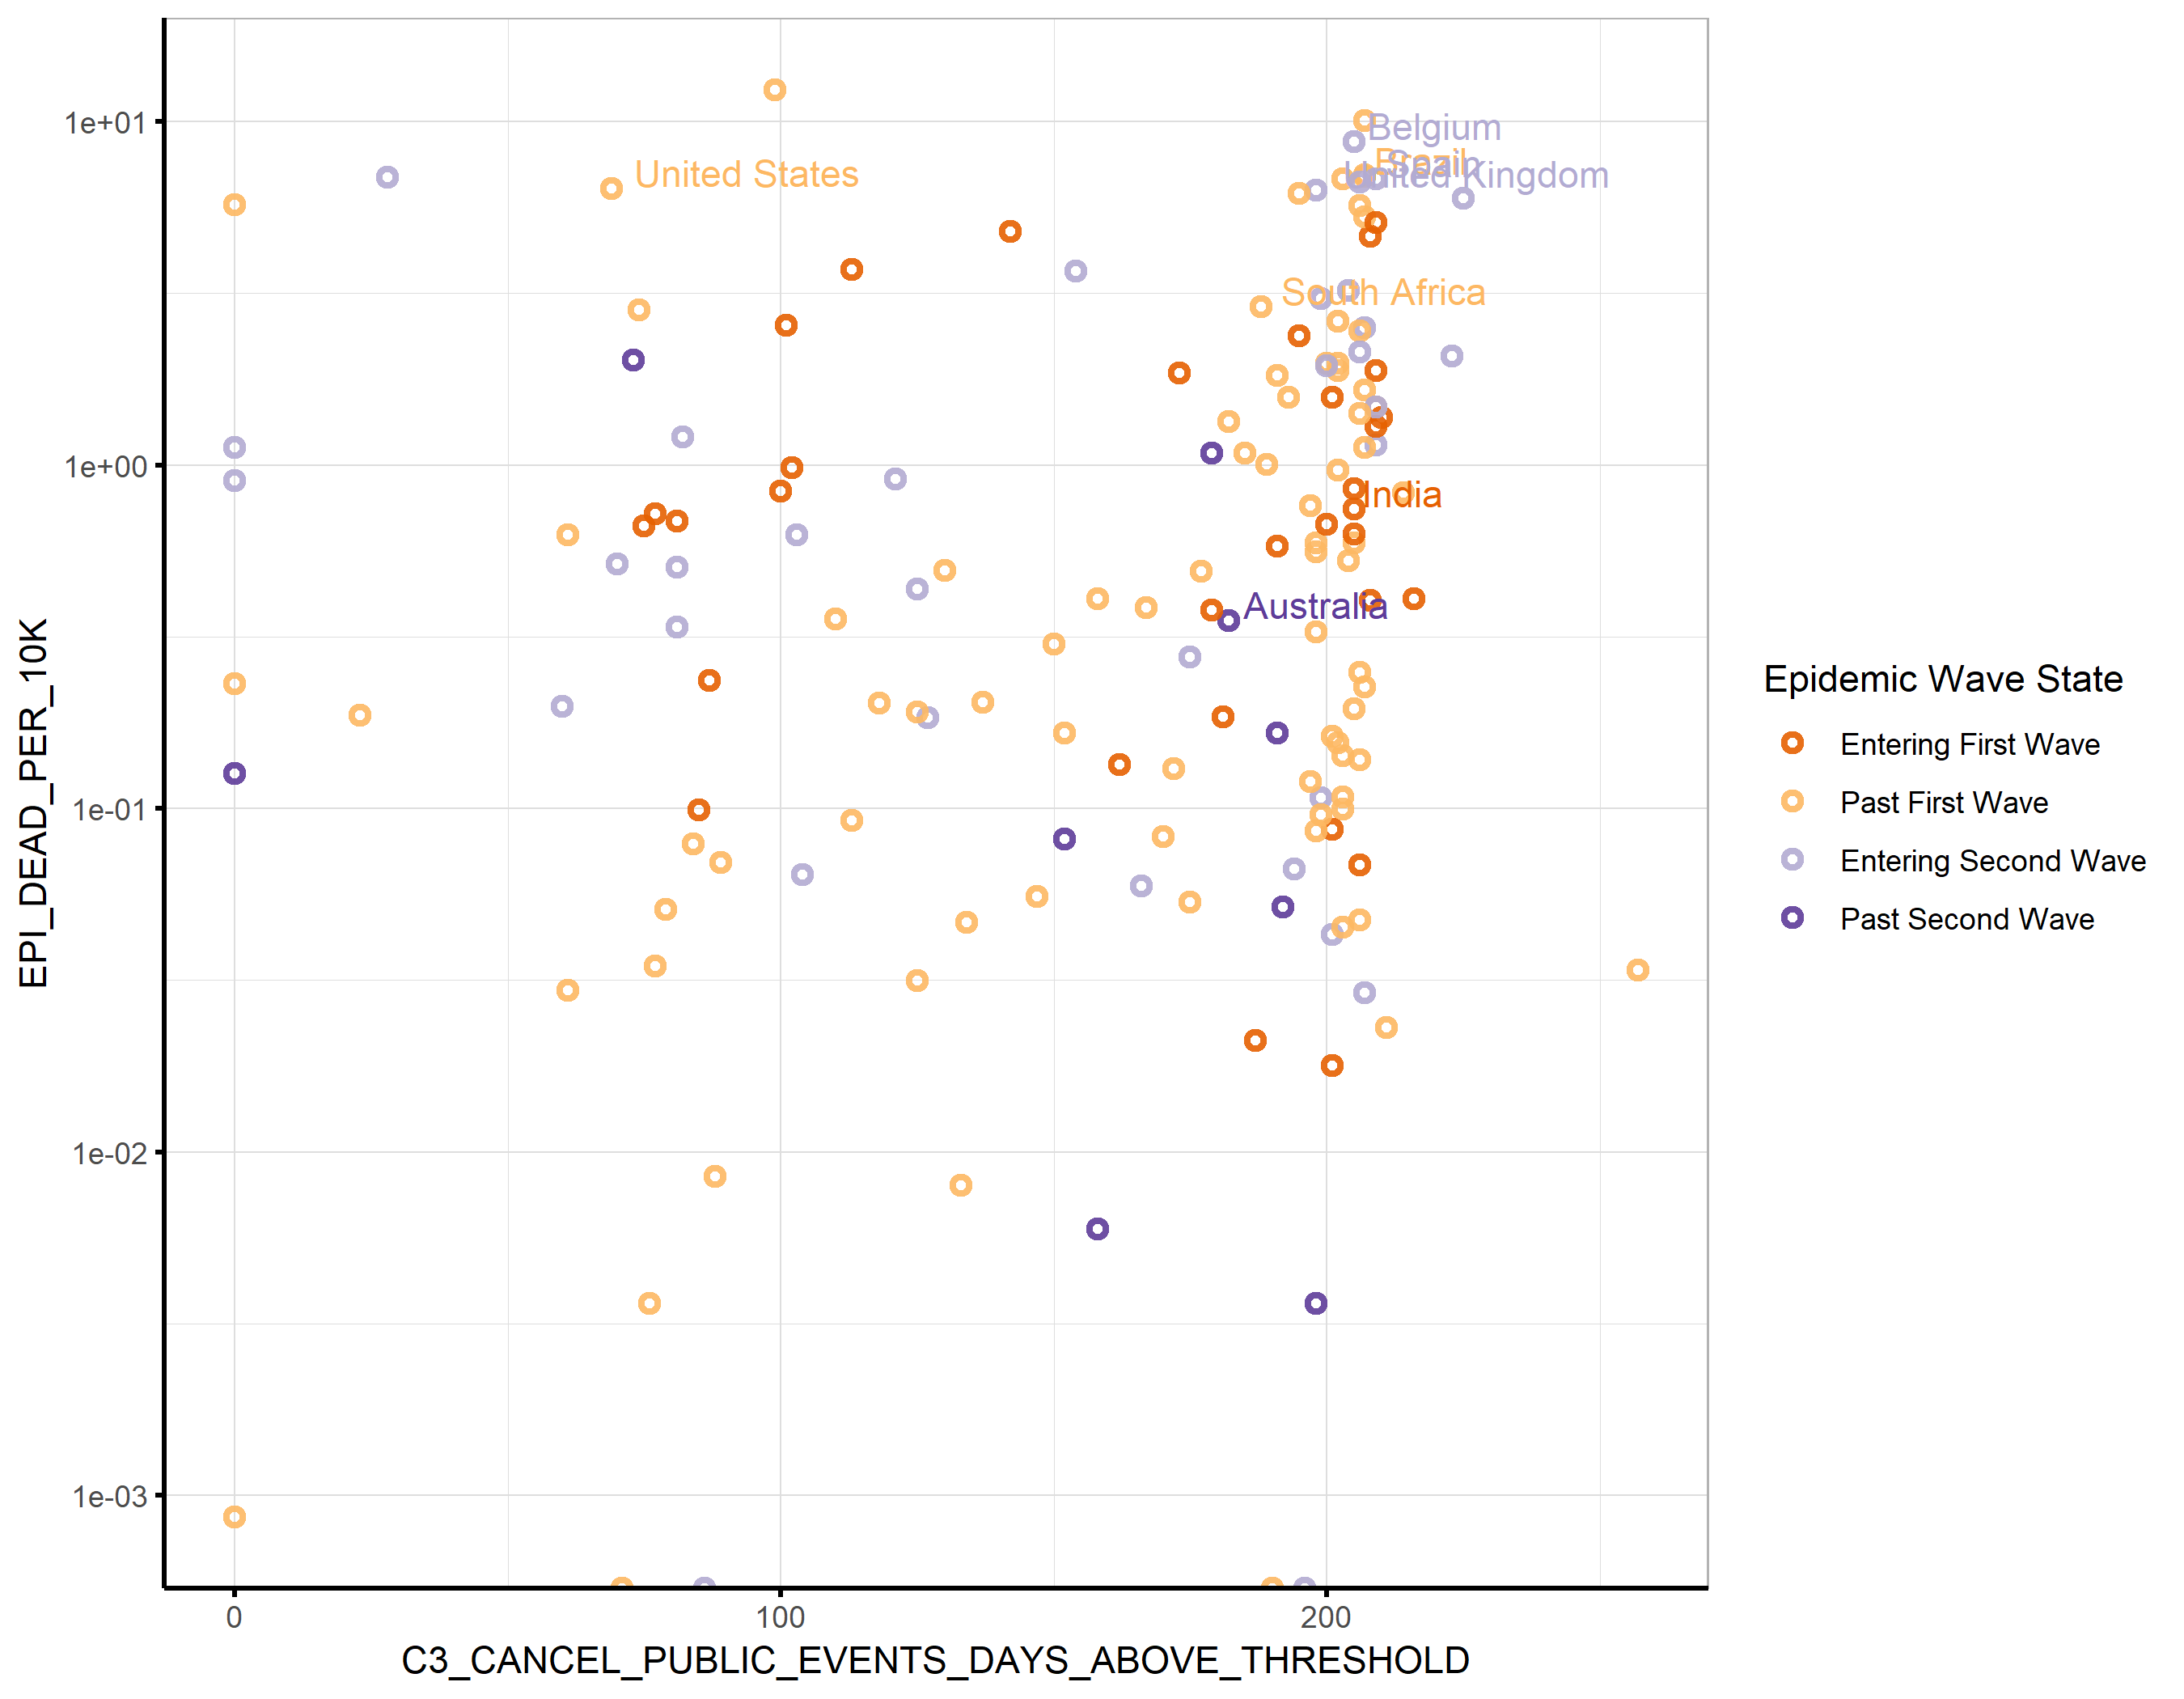 1e+01
1e+00
1e-01
1e-02
1e-03
EPI_DEAD_PER_10K
United States
Belgium
Brazil
Spain
United Kingdom
South Africa
India
Australia
0
100
200
C3_CANCEL_PUBLIC_EVENTS_DAYS_ABOVE_THRESHOLD
Epidemic Wave State
Entering First Wave
Past First Wave
Entering Second Wave
Past Second Wave